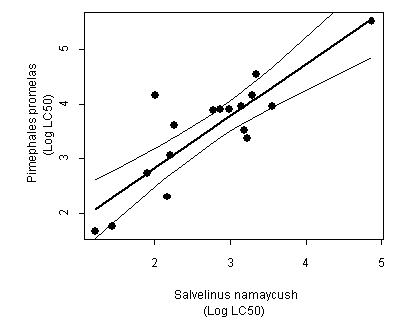 5
4
3
2
Pimephales promelas
(Log LC50)
2 3 4 5
Salvelinus namaycush
(Log LC50)